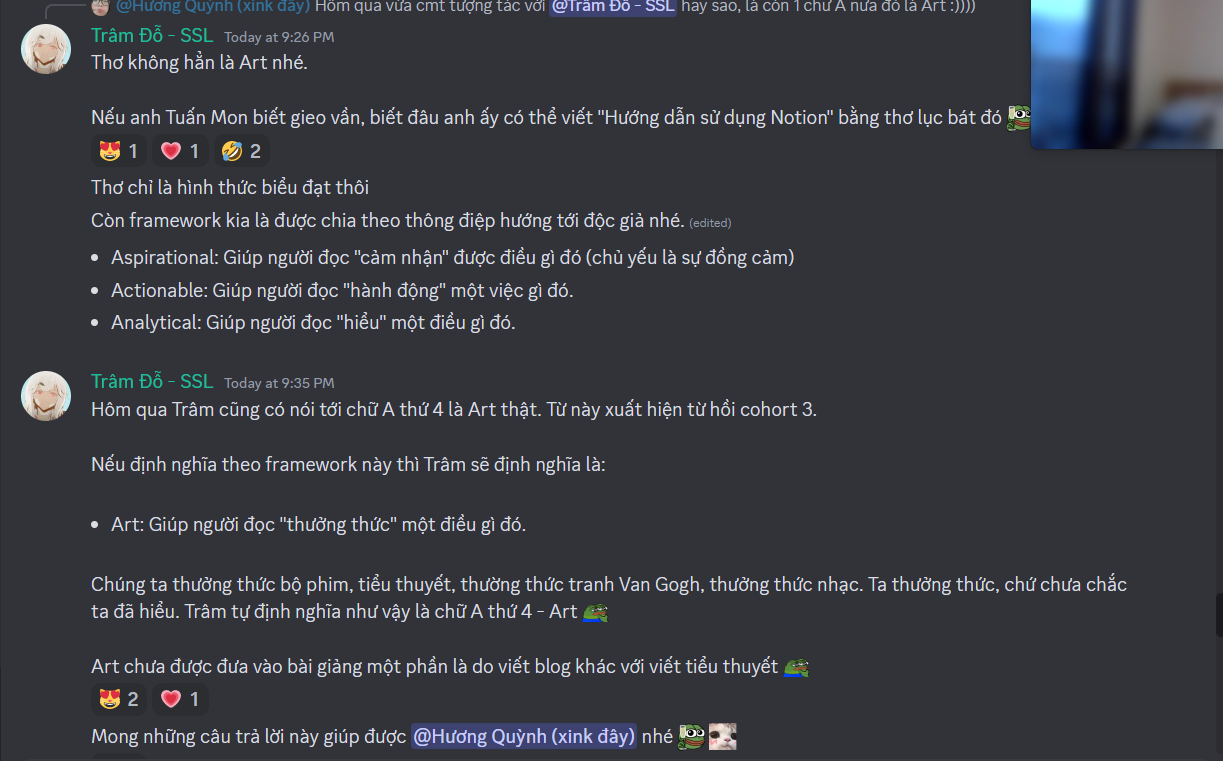 @Hương Quỳnh (xink đây) Hôm qua vừa cmt tượng tác với @Trâm Đỗ - SSL hay sao, là còn 1 chữ A nữa đó là Art :))))
Trâm Đỗ - SSL Today at 9:26 PM
Thơ không hẳn là Art nhé.
Nếu anh Tuấn Mon biết gieo vần, biết đâu anh ấy có thể viết "Hướng dẫn sử dụng Notion" bằng thơ lục bát đó
1 1 2
Thơ chỉ là hình thức biểu đạt thôi
Còn framework kia là được chia theo thông điệp hướng tới độc giả nhé. (edited)
• Aspirational: Giúp người đọc "cảm nhận" được điều gì đó (chủ yếu là sự đồng cảm)
• Actionable: Giúp người đọc "hành động" một việc gì đó.
• Analytical: Giúp người đọc "hiểu" một điều gì đó.
Trâm Đỗ - SSL Today at 9:35 PM
Hôm qua Trâm cũng có nói tới chữ A thứ 4 là Art thật. Từ này xuất hiện từ hồi cohort 3.
Nếu định nghĩa theo framework này thì Trâm sẽ định nghĩa là:
• Art: Giúp người đọc "thưởng thức" một điều gì đó.
Chúng ta thưởng thức bộ phim, tiểu thuyết, thường thức tranh Van Gogh, thưởng thức nhạc. Ta thưởng thức, chứ chưa chắc
ta đã hiểu. Trâm tự định nghĩa như vậy là chữ A thứ 4 - Art
Art chưa được đưa vào bài giảng một phần là do viết blog khác với viết tiểu thuyết
2 1
Mong những câu trả lời này giúp được @Hương Quỳnh (xink đây) nhé